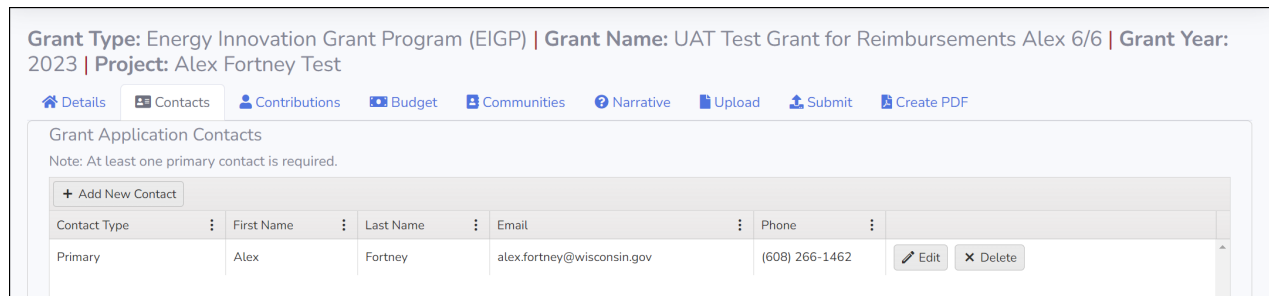 Grant Type: Energy Innovation Grant Program (EIGP) | Grant Name: UAT Test Grant for Reimbursements Alex 6/6 | Grant Year:
2023 | Project: Alex Fortney Test
Details Contacts Contributions Budget Communities Narrative Upload Submit Create PDF
Grant Application Contacts
Note: At least one primary contact is required.
+ Add New Contact
Contact Type First Name Last Name Email Phone
Primary Alex Fortney alex.fortney@wisconsin.gov (608) 266-1462 Edit Delete